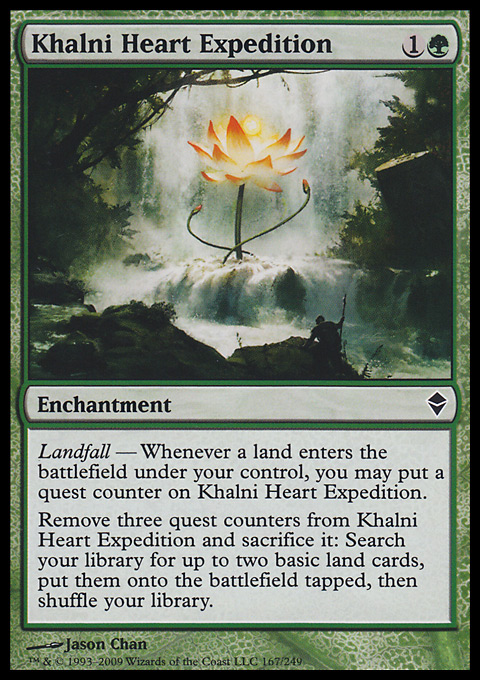 Khalni Heart Expedition 1
Enchantment
Landfall — Whenever a land enters the
battlefield under your control, you may put a
quest counter on Khalni Heart Expedition.
Remove three quest counters from Khalni
Heart Expedition and sacrifice it: Search
your library for up to two basic land cards,
put them onto the battlefield tapped, then
shuffle your library.
Jason Chan
™ & © 1993–2009 Wizards of the Coast LLC 167/249